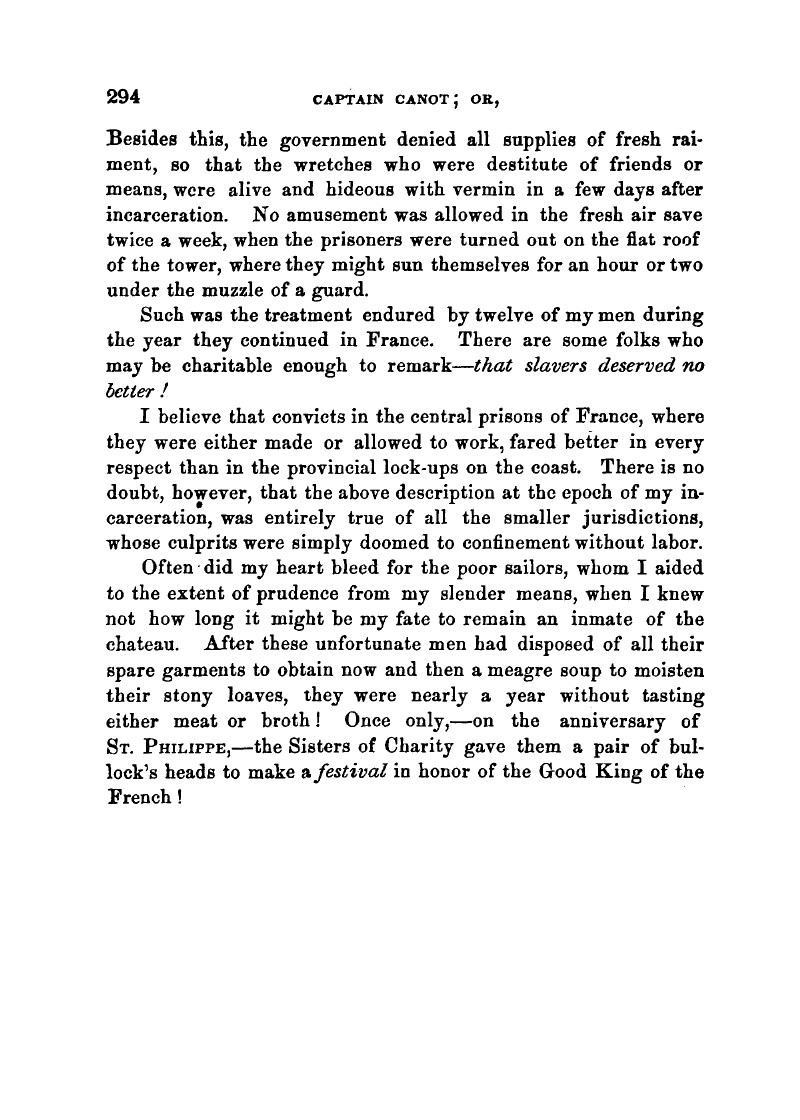 294 CAPTAIN CANOT; OR,
Besides this, the government denied all supplies of fresh rai-
ment, so that the wretches who were destitute of friends or
means, were alive and hideous with vermin in a few days after
incarceration. No amusement was allowed in the fresh air save
twice a week, when the prisoners were turned out on the flat roof
of the tower, where they might sun themselves for an hour or two
under the muzzle of a guard.
Such was the treatment endured by twelve of my men during
the year they continued in France. There are some folks who
may be charitable enough to remark—that slavers deserved no
better!
I believe that convicts in the central prisons of France, where
they were either made or allowed to work, fared better in every
respect than in the provincial lock-ups on the coast. There is no
doubt, however, that the above description at the epoch of my in-
carceration, was entirely true of all the smaller jurisdictions,
whose culprits were simply doomed to confinement without labor.
Often did my heart bleed for the poor sailors, whom I aided
to the extent of prudence from my slender means, when I knew
not how long it might be my fate to remain an inmate of the
chateau. After these unfortunate men had disposed of all their
spare garments to obtain now and then a meagre soup to moisten
their stony loaves, they were nearly a year without tasting
either meat or broth! Once only,—on the anniversary of
ST. PHILIPPE,—the Sisters of Charity gave them a pair of bul-
lock's heads to make a festival in honor of the Good King of the
French!